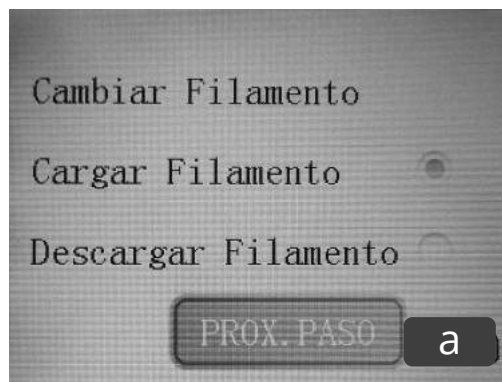 Cambiar Filamento
Cargar Filamento
Descargar Filamento
PROX. PASO
a